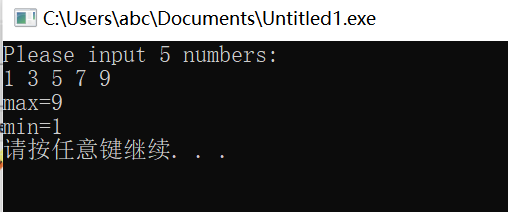 C:\Users\abc\Documents\Untitled1.exe
Please input 5 numbers:
1 3 5 7 9
max=9
min=1
请按任意键继续. . .